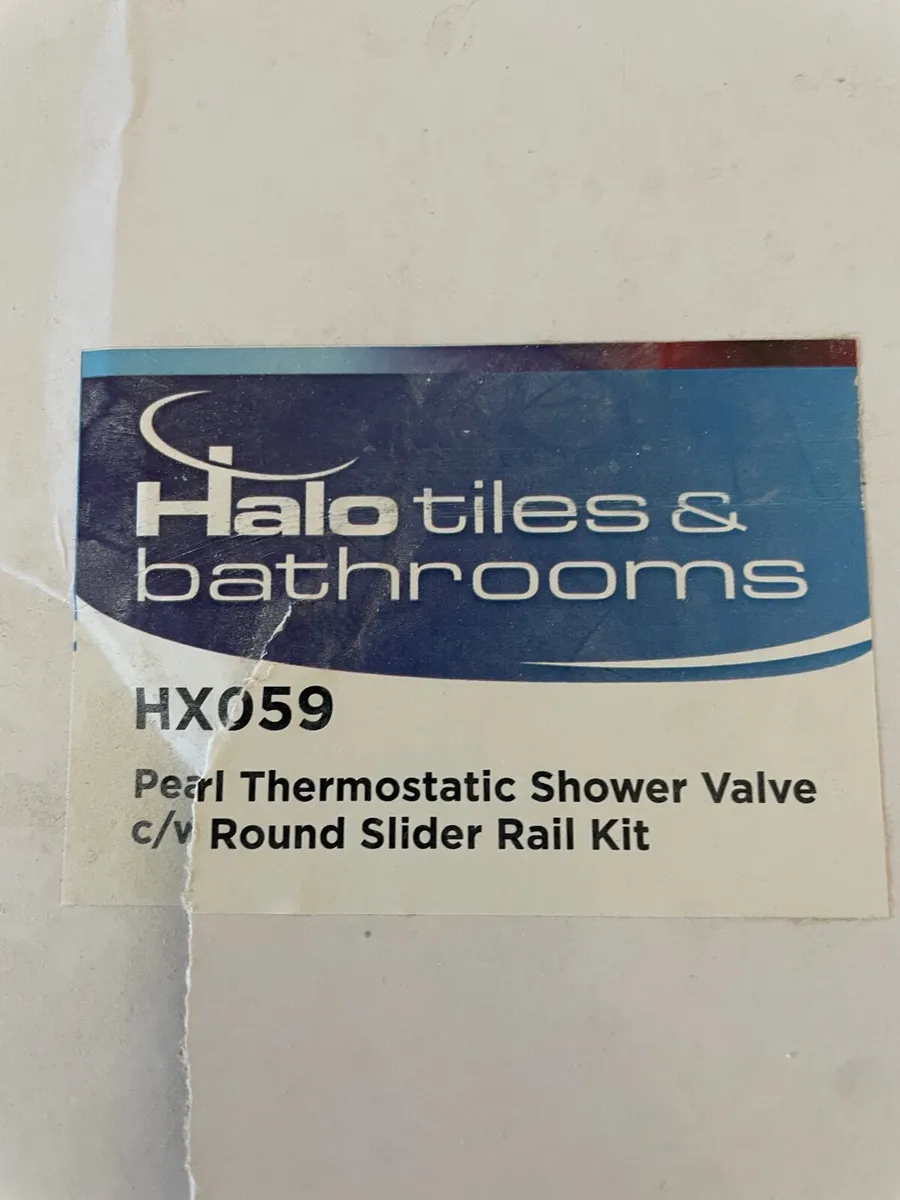 Halo tiles &
bathrooms
HX059
Pearl Thermostatic Shower Valve
c/w Round Slider Rail Kit